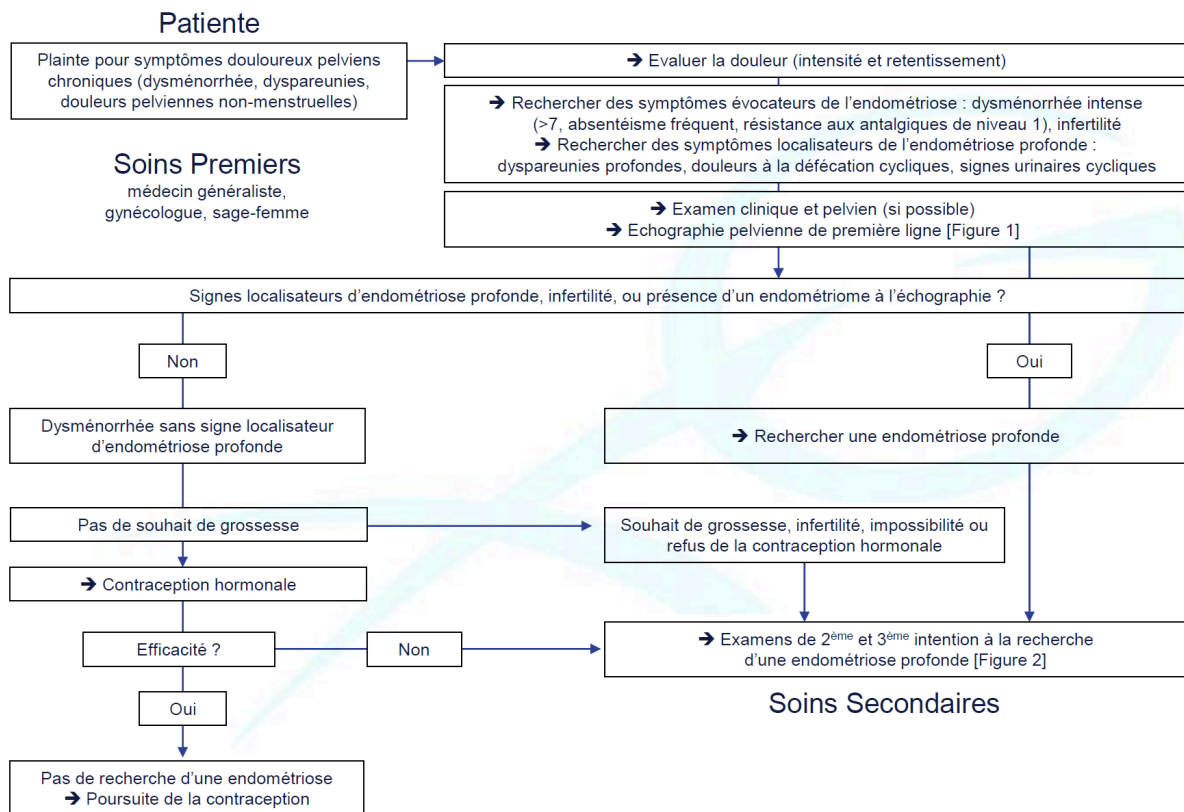 Patiente
Plainte pour symptômes douloureux pelviens
chroniques (dysménorrhée, dyspareunies,
douleurs pelviennes non-menstruelles)
➔ Evaluer la douleur (intensité et retentissement)
➔ Rechercher des symptômes évocateurs de l'endométriose : dysménorrhée intense
(>7, absentéisme fréquent, résistance aux antalgiques de niveau 1), infertilité
➔ Rechercher des symptômes localisateurs de l'endométriose profonde :
dyspareunies profondes, douleurs à la défécation cycliques, signes urinaires cycliques
Soins Premiers
médecin généraliste,
gynécologue, sage-femme
➔ Examen clinique et pelvien (si possible)
➔ Echographie pelvienne de première ligne [Figure 1]
Signes localisateurs d'endométriose profonde, infertilité, ou présence d'un endométriome à l'échographie ?
Non
Oui
Dysménorrhée sans signe localisateur
d'endométriose profonde
➔ Rechercher une endométriose profonde
Pas de souhait de grossesse
Souhait de grossesse, infertilité, impossibilité ou
refus de la contraception hormonale
➔ Contraception hormonale
Efficacité ?
Non
➔ Examens de 2ème et 3ème intention à la recherche
d'une endométriose profonde [Figure 2]
Oui
Soins Secondaires
Pas de recherche d'une endométriose
➔ Poursuite de la contraception